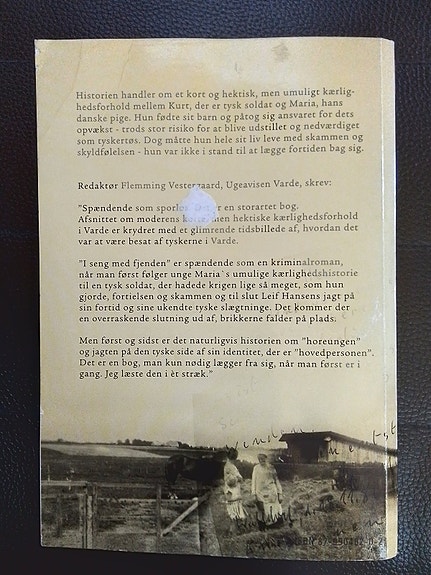 Historien handler om et kort og hektisk, men umuligt kærlig-
hedsforhold mellem Kurt, der er tysk soldat og Maria, hans
danske pige. Hun fødte sit barn og påtog sig ansvaret for dets
opvækst - trods stor risiko for at blive udstillet og nedværdiget
som tyskertøs. Dog måtte hun hele sit liv leve med skammen og
skyldfølelsen - hun var ikke i stand til at lægge fortiden bag sig.
Redaktør Flemming Vestergaard, Ugeavisen Varde, skrev:
"Spændende som sporløs. Det er en storartet bog.
Afsnittet om moderens korte, men hektiske kærlighedsforhold
i Varde er krydret med et glimrende tidsbillede af, hvordan det
var at være besat af tyskerne i Varde.
"I seng med fjenden" er spændende som en kriminalroman,
når man først følger unge Maria`s umulige kærlighedshistorie
til en tysk soldat, der hadede krigen lige så meget, som hun
gjorde, fortielsen og skammen og til slut Leif Hansens jagt på
sin fortid og sine ukendte tyske slægtninge. Det kommer der
en overraskende slutning ud af, brikkerne falder på plads.
Men først og sidst er det naturligvis historien om "horeungen"
og jagten på den tyske side af sin identitet, der er "hovedpersonen".
Det er en bog, man kun nødig lægger fra sig, når man først er i
gang. Jeg læste den i èt stræk."